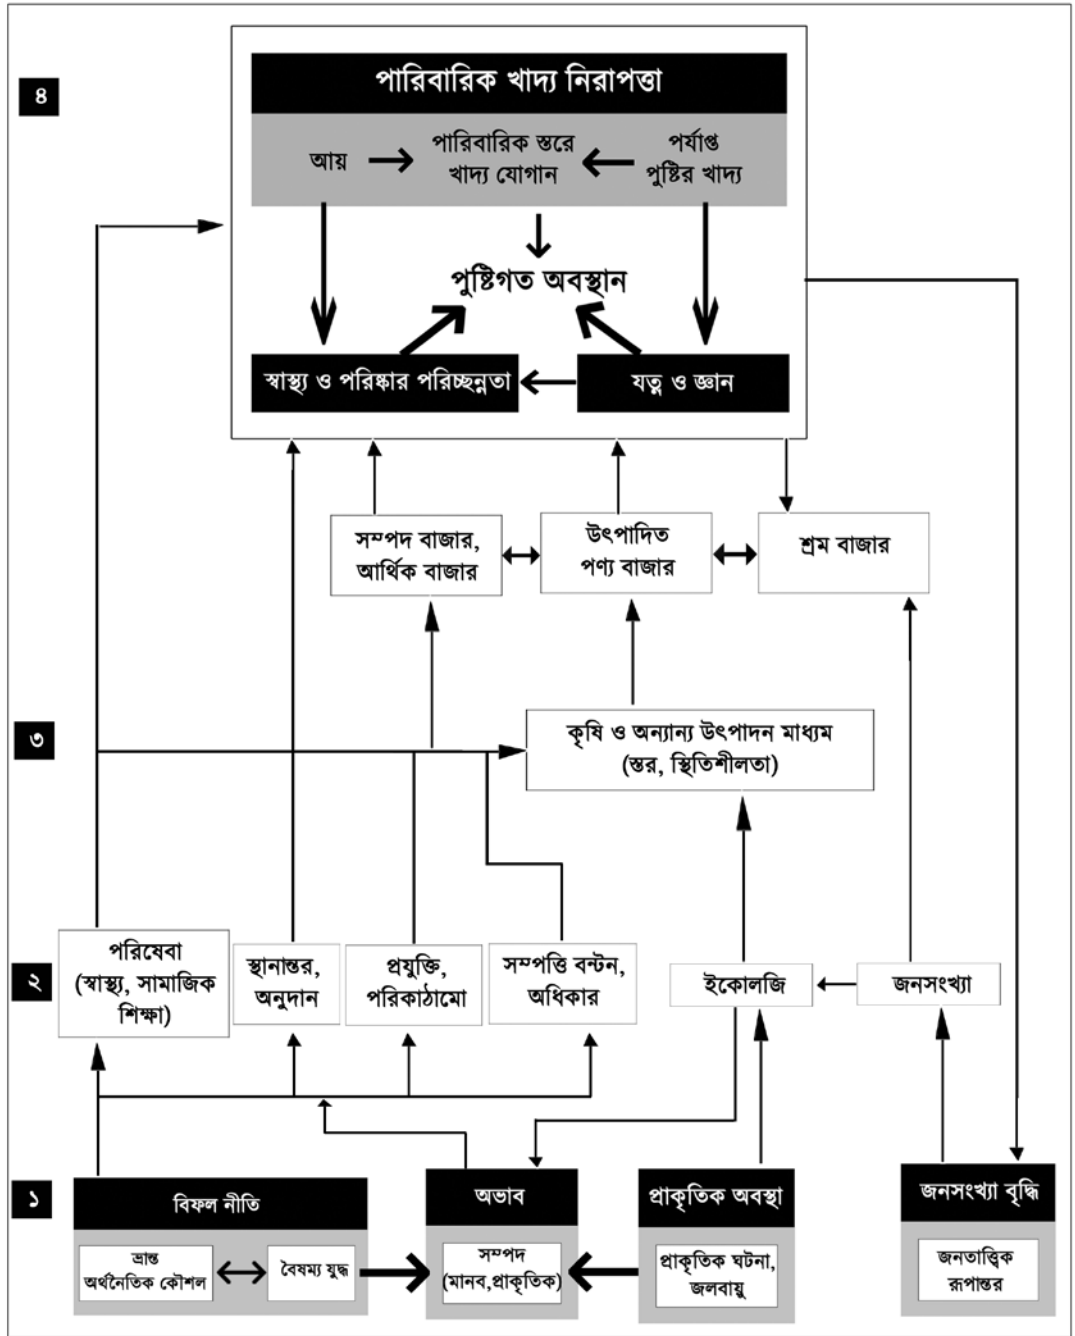 ৪
পারিবারিক খাদ্য নিরাপত্তা
আয়
পারিবারিক স্তরে
খাদ্য যোগান
পর্যাপ্ত
পুষ্টির খাদ্য
পুষ্টিগত অবস্থান
স্বাস্থ্য ও পরিষ্কার পরিচ্ছন্নতা
যত্ন ও জ্ঞান
সম্পদ বাজার,
আর্থিক বাজার
উৎপাদিত
পণ্য বাজার
শ্রম বাজার
৩
কৃষি ও অন্যান্য উৎপাদন মাধ্যম
(স্তর, স্থিতিশীলতা)
২
পরিষেবা
(স্বাস্থ্য, সামাজিক
শিক্ষা)
স্থানান্তর,
অনুদান
প্রযুক্তি,
পরিকাঠামো
সম্পত্তি বন্টন,
অধিকার
ইকোলজি
জনসংখ্যা
১
বিফল নীতি
ভ্রান্ত
অর্থনৈতিক কৌশল
বৈষম্য যুদ্ধ
অভাব
সম্পদ
(মানব,প্রাকৃতিক)
প্রাকৃতিক অবস্থা
প্রাকৃতিক ঘটনা,
জলবায়ু
জনসংখ্যা বৃদ্ধি
জনতাত্ত্বিক
রূপান্তর